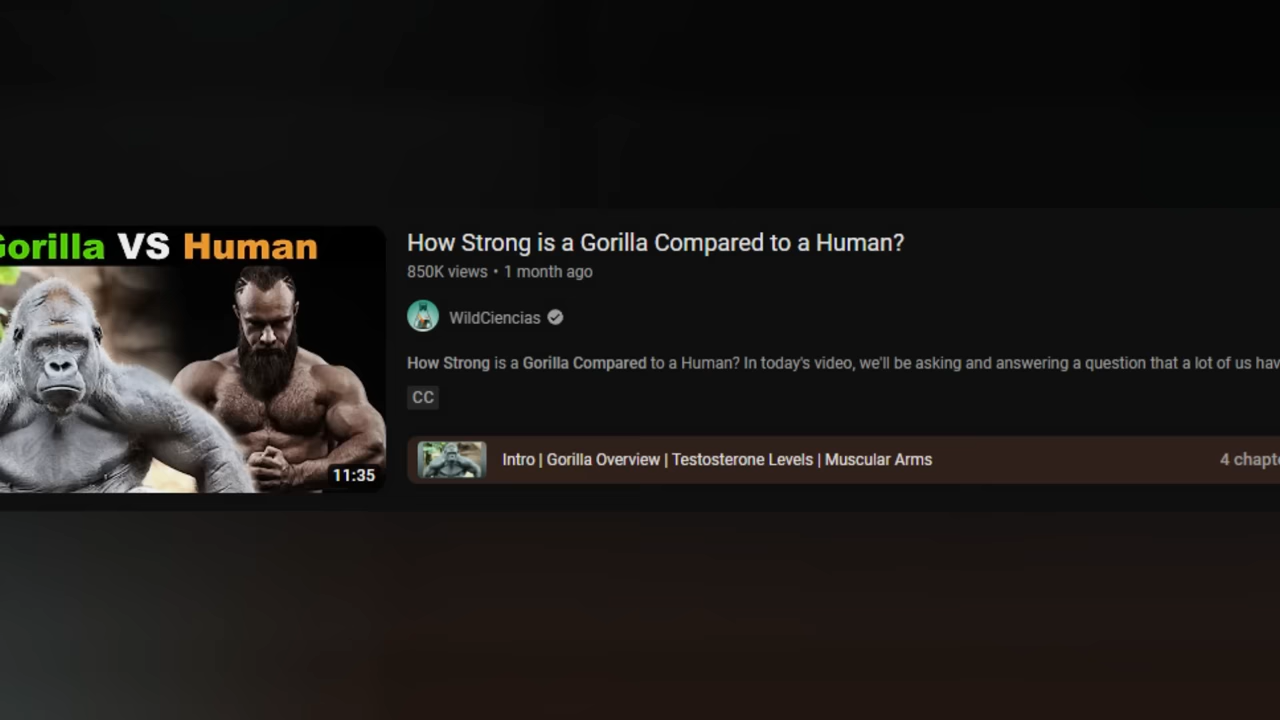 Gorilla VS Human
11:35
How Strong is a Gorilla Compared to a Human?
850K views • 1 month ago
WildCiencias
How Strong is a Gorilla Compared to a Human? In today's video, we'll be asking and answering a question that a lot of us hav
CC
Intro | Gorilla Overview | Testosterone Levels | Muscular Arms
4 chapte